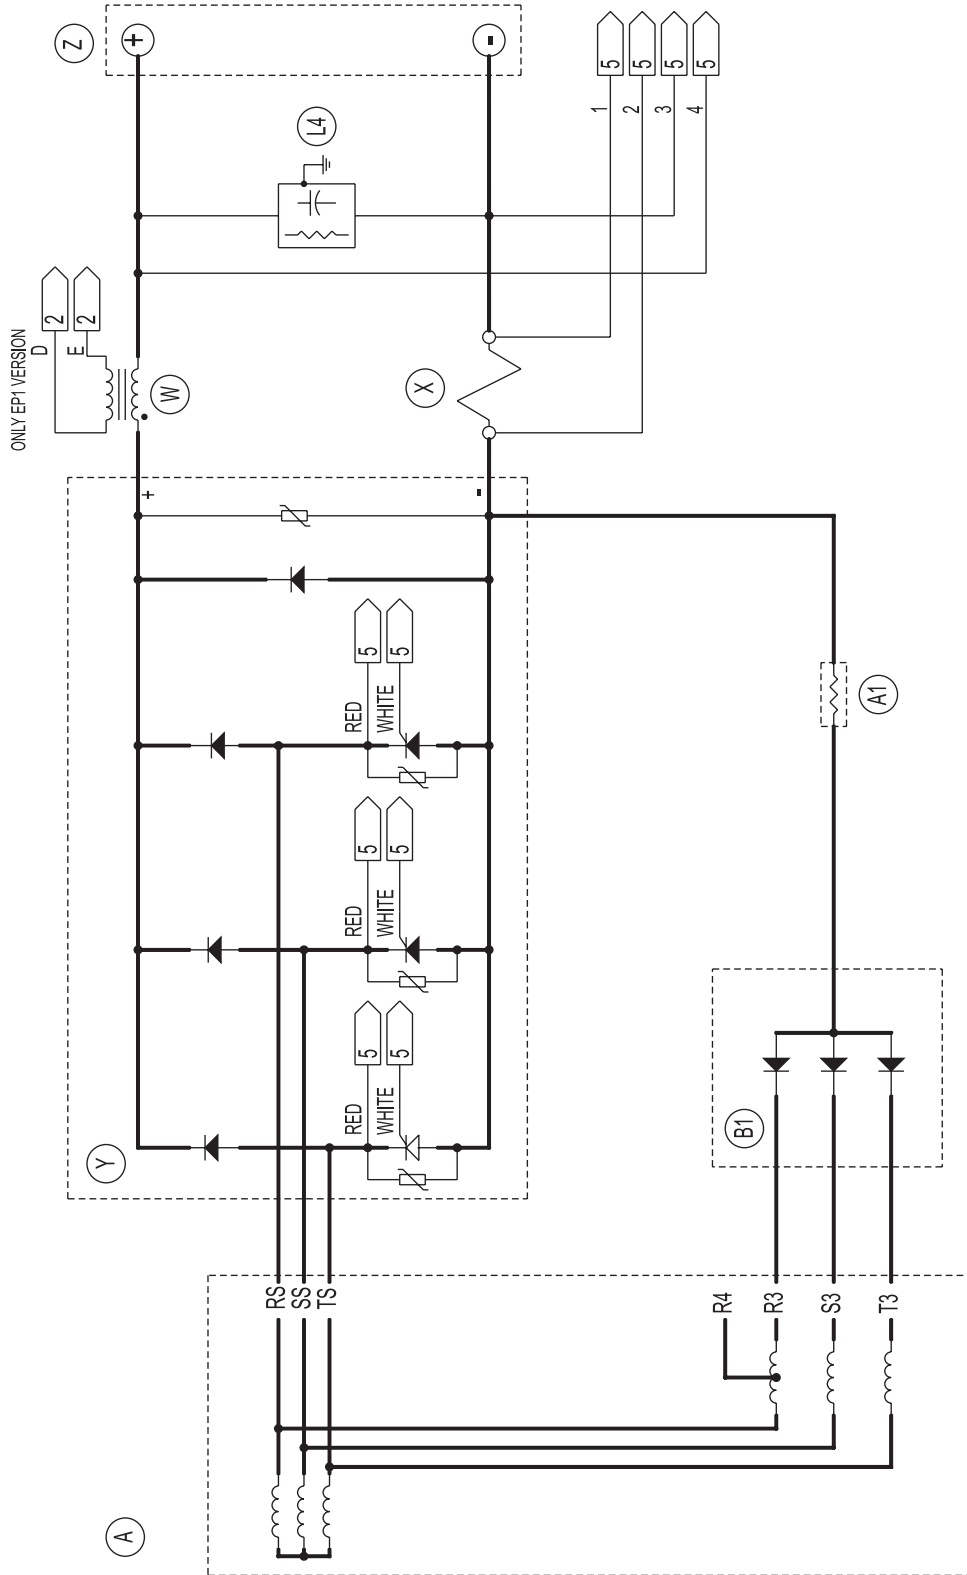 Z
+
-
5
5
5
5
1
2
3
4
L4
ONLY EP1 VERSION
D
E
2
2
W
X
Y
+
-
RED
WHITE
5
5
RED
WHITE
5
5
RED
WHITE
5
5
A1
B1
A
RS
SS
TS
R4
R3
S3
T3